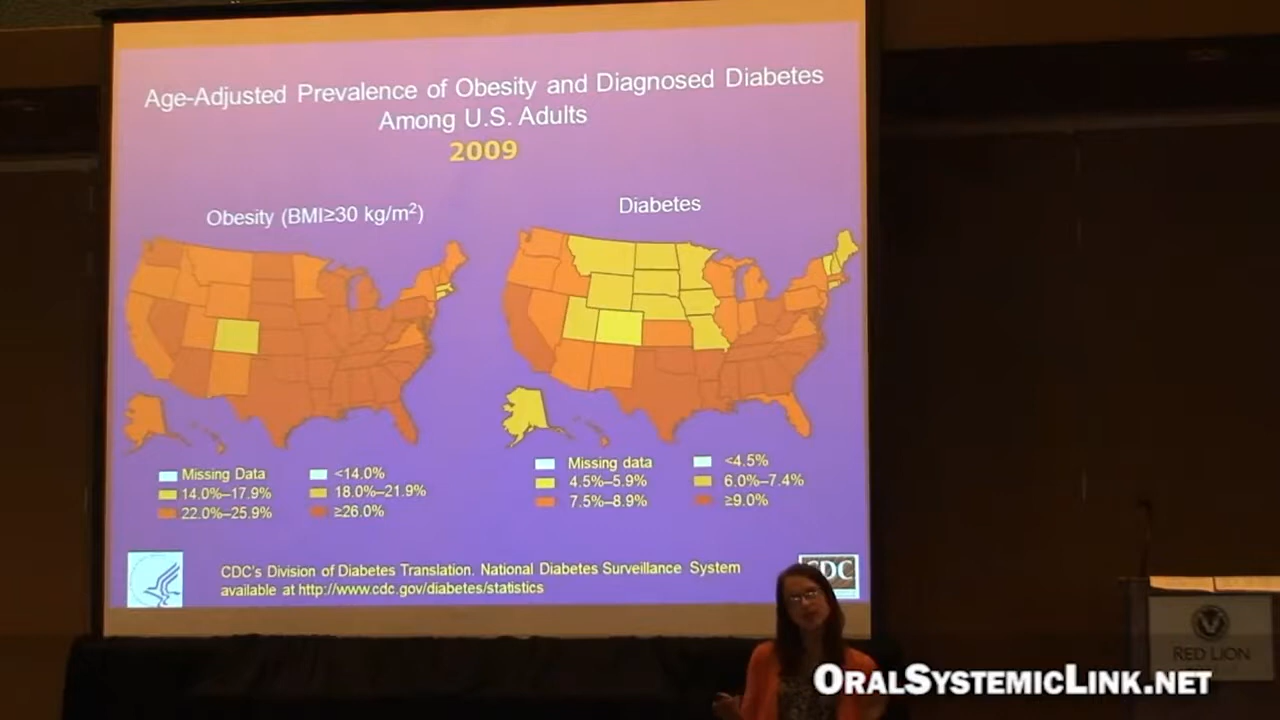 Age-Adjusted Prevalence of Obesity and Diagnosed Diabetes
Among U.S. Adults
2009
Obesity (BMI≥30 kg/m²)
Diabetes
Missing Data
<14.0%
14.0%–17.9%
18.0%–21.9%
22.0%–25.9%
≥26.0%
Missing data
<4.5%
4.5%–5.9%
6.0%–7.4%
7.5%–8.9%
≥9.0%
CDC's Division of Diabetes Translation. National Diabetes Surveillance System
available at http://www.cdc.gov/diabetes/statistics
CDC
RED LION
ORALSYSTEMICLINK.NET